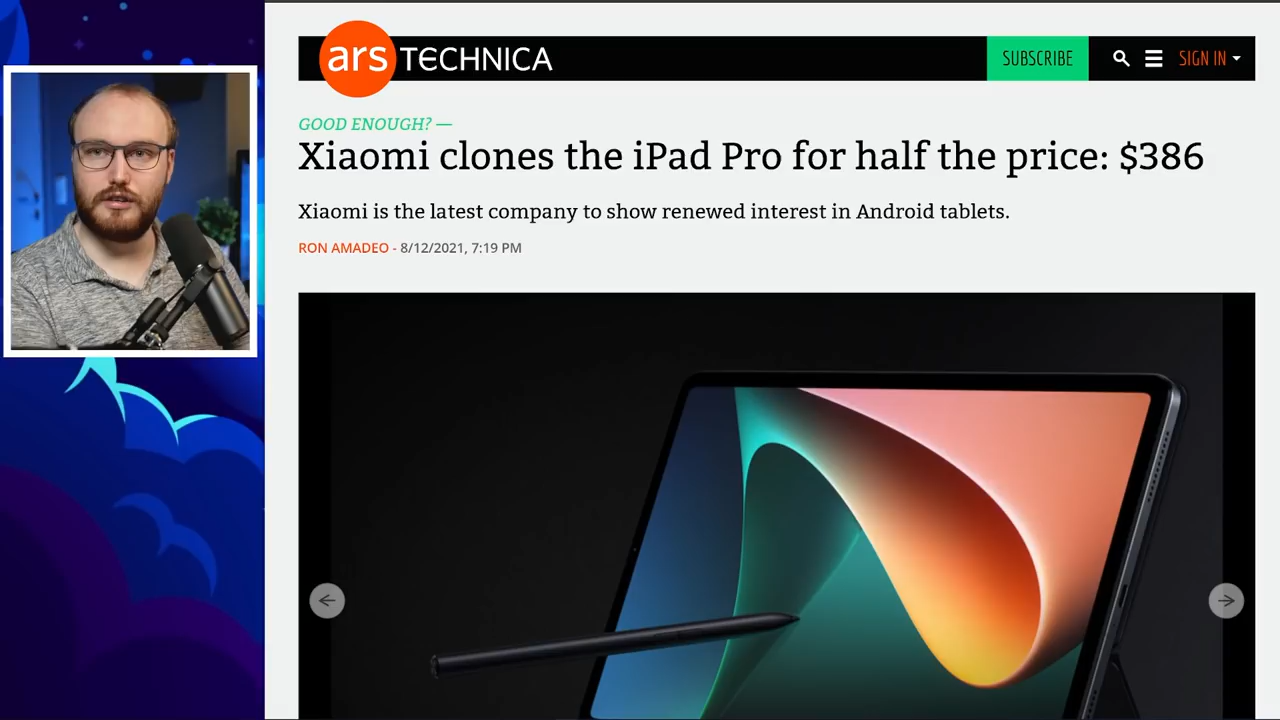 ars TECHNICA
SUBSCRIBE
SIGN IN
GOOD ENOUGH? —
Xiaomi clones the iPad Pro for half the price: $386
Xiaomi is the latest company to show renewed interest in Android tablets.
RON AMADEO - 8/12/2021, 7:19 PM